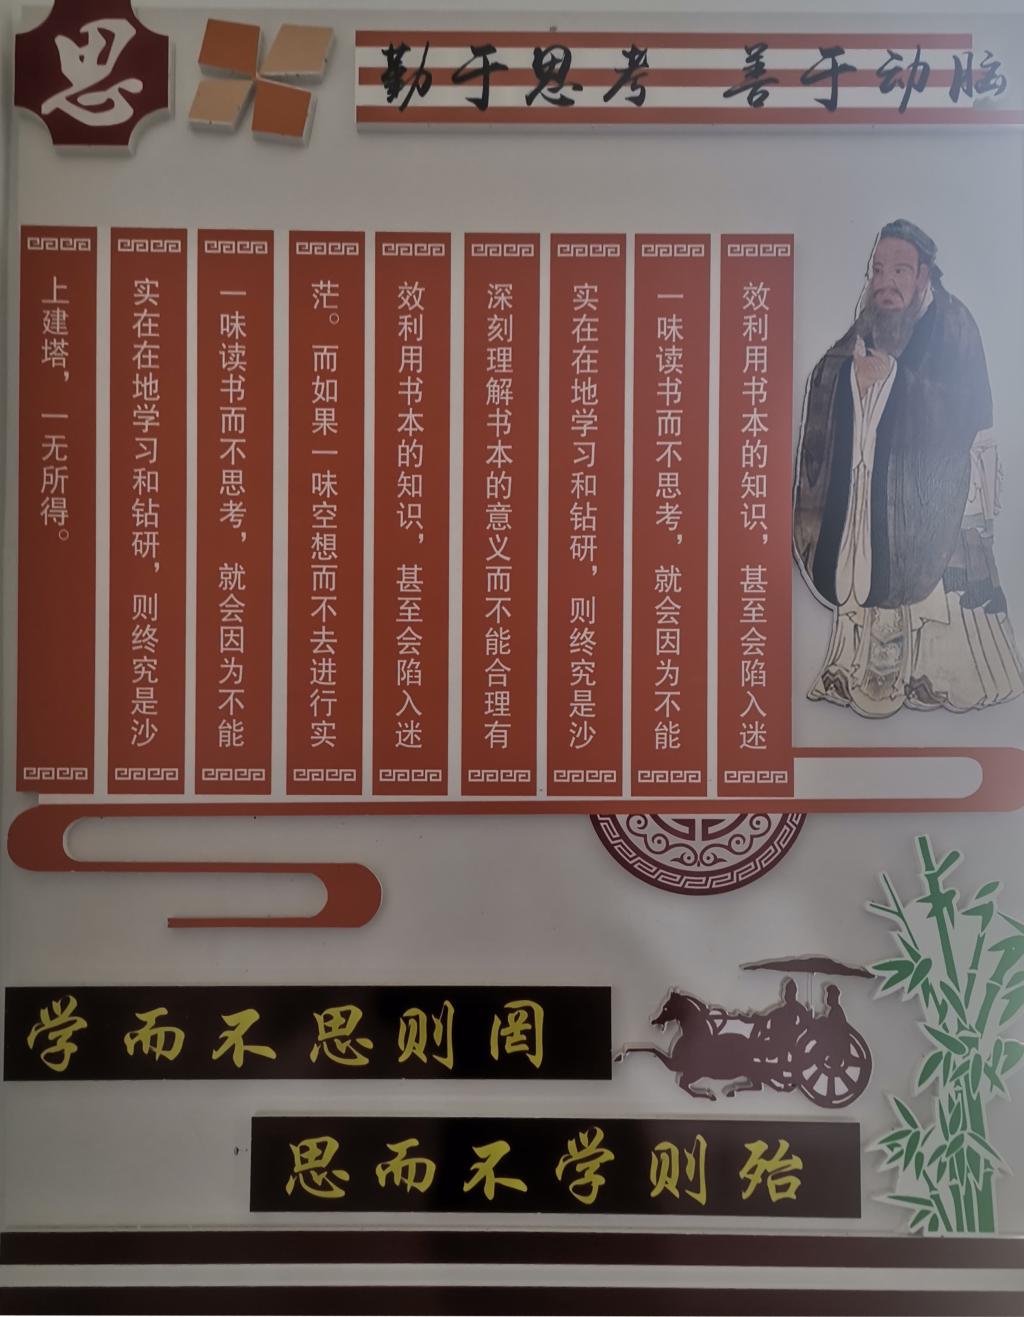 思
勤于思考 善于动脑
效利用书本的知识，甚至会陷入迷
一味读书而不思考，就会因为不能
实在在地学习和钻研，则终究是沙
深刻理解书本的意义而不能合理有
效利用书本的知识，甚至会陷入迷
茫。而如果一味空想而不去进行实
一味读书而不思考，就会因为不能
实在在地学习和钻研，则终究是沙
上建塔，一无所得。
学而不思则罔
思而不学则殆